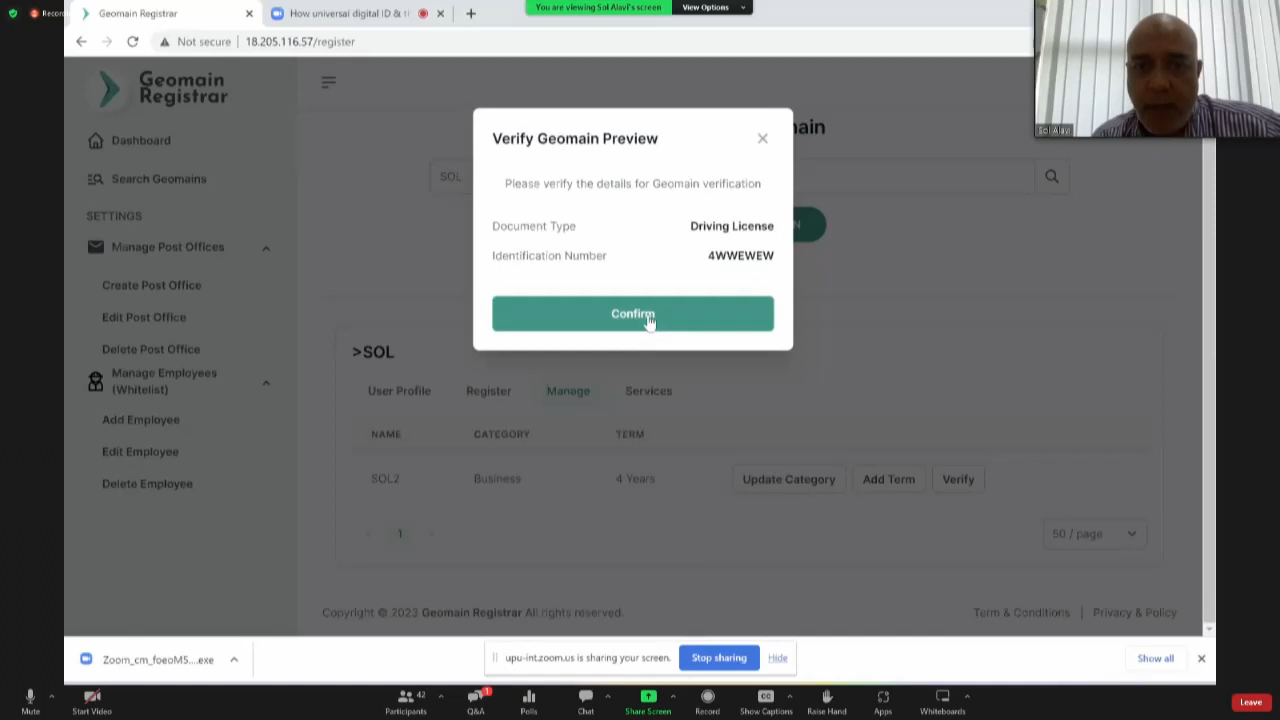 Recor
Geomain Registrar
How universal digital ID & t
You are viewing Sol Alavi's screen
View Options
Not secure
18.205.116.57/register
Geomain
Registrar
Sol Alavi
Dashboard
Search Geomains
SETTINGS
Manage Post Offices
Create Post Office
Edit Post Office
Delete Post Office
Manage Employees
(Whitelist)
Add Employee
Edit Employee
Delete Employee
main
SOL
N
Verify Geomain Preview
Please verify the details for Geomain verification
Document Type Driving License
Identification Number 4WWEWEW
Confirm
>SOL
User Profile Register Manage Services
NAME CATEGORY TERM
SOL2 Business 4 Years Update Category Add Term Verify
1
50 / page
Copyright © 2023 Geomain Registrar All rights reserved.
Term & Conditions | Privacy & Policy
Zoom_cm_foeoM5....exe
upu-int.zoom.us is sharing your screen. Stop sharing Hide
Show all
Mute Start Video Participants 42 Q&A 1 Polls Chat Share Screen Record Show Captions Raise Hand Apps Whiteboards Leave